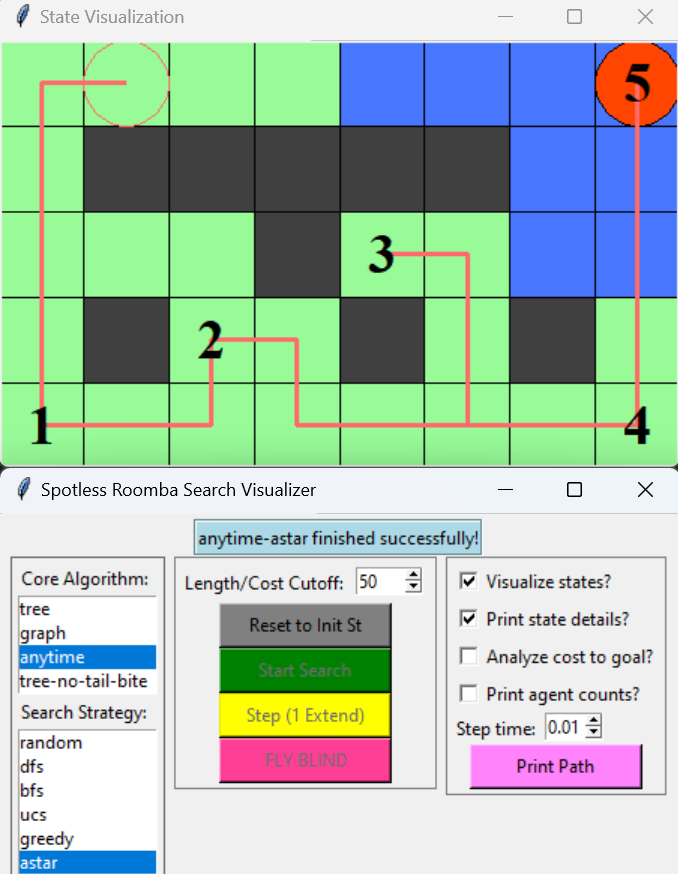 State Visualization
5
3
2
1
4
Spotless Roomba Search Visualizer
anytime-astar finished successfully!
Core Algorithm:
tree
graph
anytime
tree-no-tail-bite
Search Strategy:
random
dfs
bfs
ucs
greedy
astar
Length/Cost Cutoff: 50
Reset to Init St
Start Search
Step (1 Extend)
FLY BLIND
Visualize states?
Print state details?
Analyze cost to goal?
Print agent counts?
Step time: 0.01
Print Path